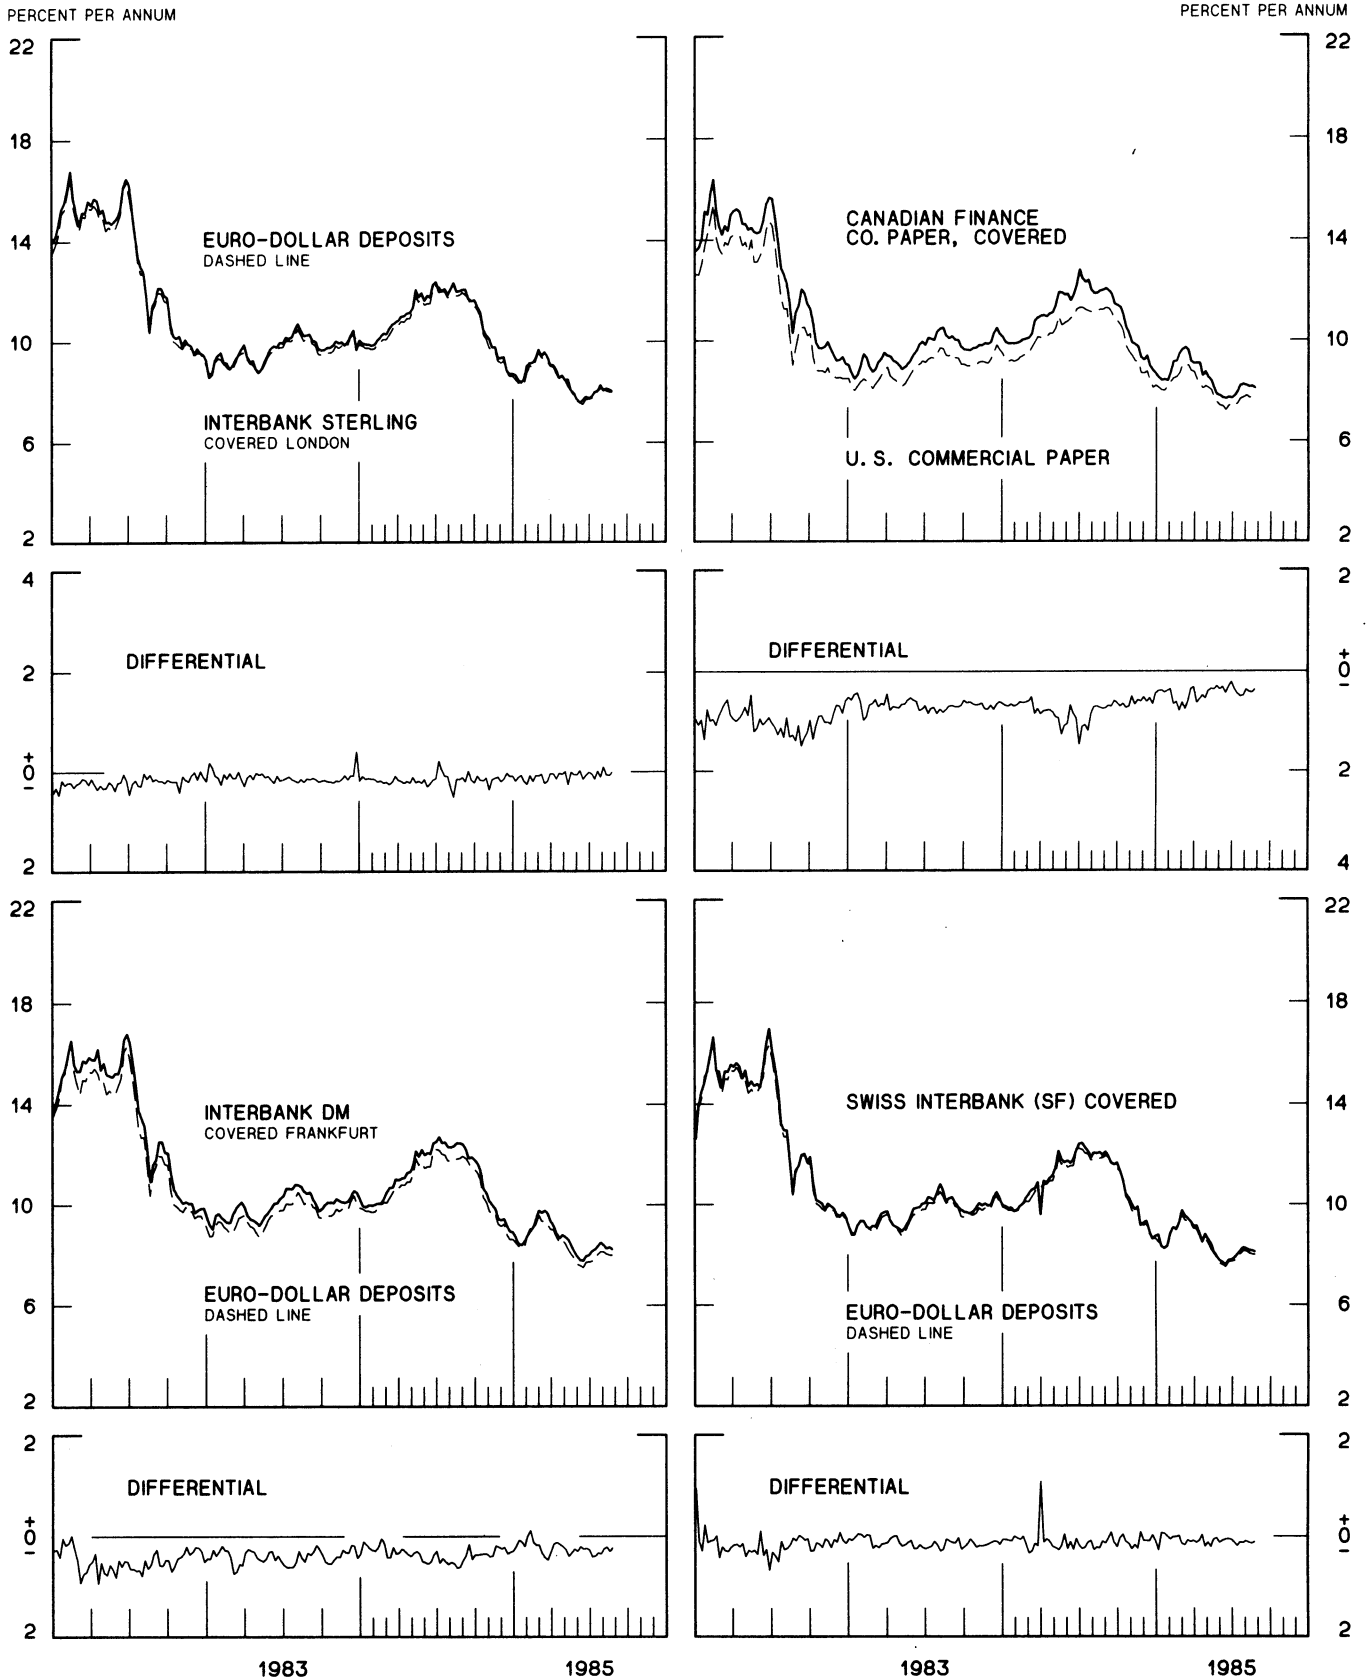 PERCENT PER ANNUM
PERCENT PER ANNUM
22
18
14
10
6
2
EURO-DOLLAR DEPOSITS
DASHED LINE
INTERBANK STERLING
COVERED LONDON
22
18
14
10
6
2
CANADIAN FINANCE
CO. PAPER, COVERED
U. S. COMMERCIAL PAPER
4
2
+
0
−
2
DIFFERENTIAL
2
+
0
−
2
4
DIFFERENTIAL
22
18
14
10
6
2
INTERBANK DM
COVERED FRANKFURT
EURO-DOLLAR DEPOSITS
DASHED LINE
22
18
14
10
6
2
SWISS INTERBANK (SF) COVERED
EURO-DOLLAR DEPOSITS
DASHED LINE
2
+
0
−
2
DIFFERENTIAL
2
+
0
−
2
DIFFERENTIAL
1983
1985
1983
1985